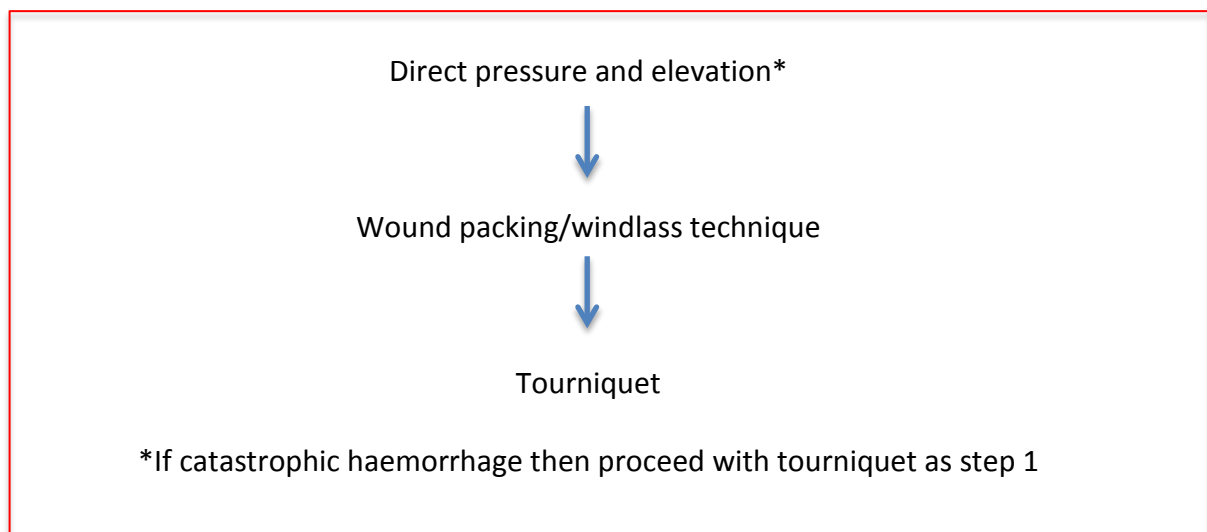 Direct pressure and elevation*
Wound packing/windlass technique
Tourniquet
*If catastrophic haemorrhage then proceed with tourniquet as step 1